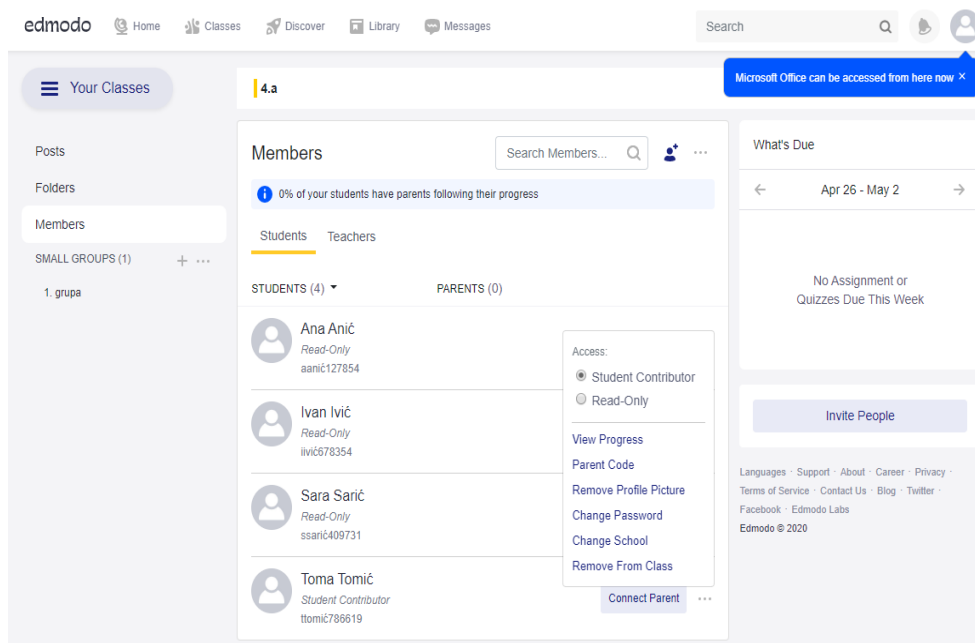 edmodo Home Classes Discover Library Messages Search
Microsoft Office can be accessed from here now ×
Your Classes
4.a
Posts
Folders
Members
SMALL GROUPS (1) + ...
1. grupa
Members Search Members... ...
0% of your students have parents following their progress
Students Teachers
STUDENTS (4) PARENTS (0)
Ana Anić
Read-Only
aanić127854
Ivan Ivić
Read-Only
iivić678354
Sara Sarić
Read-Only
ssarić409731
Toma Tomić
Student Contributor
ttomić786619
Access:
Student Contributor
Read-Only
View Progress
Parent Code
Remove Profile Picture
Change Password
Change School
Remove From Class
Connect Parent ...
What's Due
Apr 26 - May 2
No Assignment or
Quizzes Due This Week
Invite People
Languages · Support · About · Career · Privacy ·
Terms of Service · Contact Us · Blog · Twitter ·
Facebook · Edmodo Labs
Edmodo © 2020